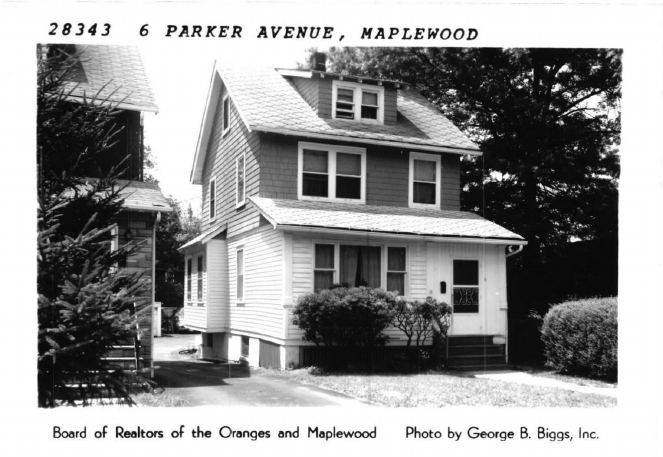 28343 6 PARKER AVENUE, MAPLEWOOD
Board of Realtors of the Oranges and Maplewood Photo by George B. Biggs, Inc.